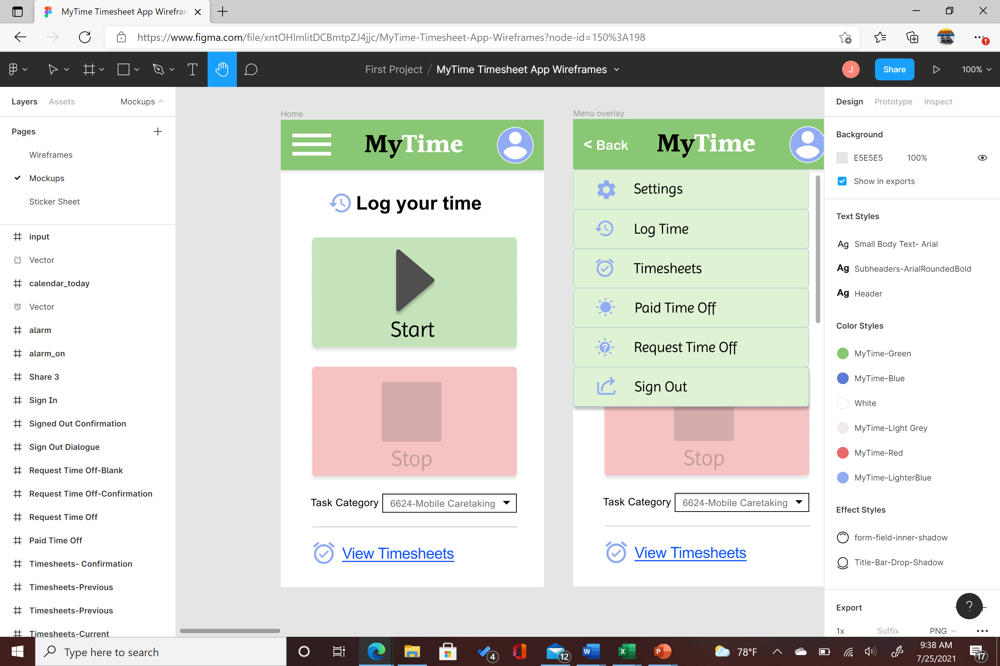 MyTime Timesheet App Wirefran
https://www.figma.com/file/xntOHlmlitDCBmtpZJ4jjc/MyTime-Timesheet-App-Wireframes?node-id=150%3A198
First Project / MyTime Timesheet App Wireframes
J
Share
100%
Layers
Assets
Mockups
Pages
Wireframes
Mockups
Sticker Sheet
input
Vector
calendar_today
Vector
alarm
alarm_on
Share 3
Sign In
Signed Out Confirmation
Sign Out Dialogue
Request Time Off-Blank
Request Time Off-Confirmation
Request Time Off
Paid Time Off
Timesheets- Confirmation
Timesheets-Previous
Timesheets-Previous
Timesheets-Current
Home
MyTime
Log your time
Start
Stop
Task Category
6624-Mobile Caretaking
View Timesheets
Menu overlay
< Back
MyTime
Settings
Log Time
Timesheets
Paid Time Off
Request Time Off
Sign Out
Stop
Task Category
6624-Mobile Caretaking
View Timesheets
Design
Prototype
Inspect
Background
E5E5E5
100%
Show in exports
Text Styles
Ag Small Body Text- Arial
Ag Subheaders-ArialRoundedBold
Ag Header
Color Styles
MyTime-Green
MyTime-Blue
White
MyTime-LIght Grey
MyTime-Red
MyTime-LighterBlue
Effect Styles
form-field-inner-shadow
Title-Bar-Drop-Shadow
Export
?
1x
Suffix
PNG
Type here to search
4
12
78°F
9:38 AM
7/25/2021
17